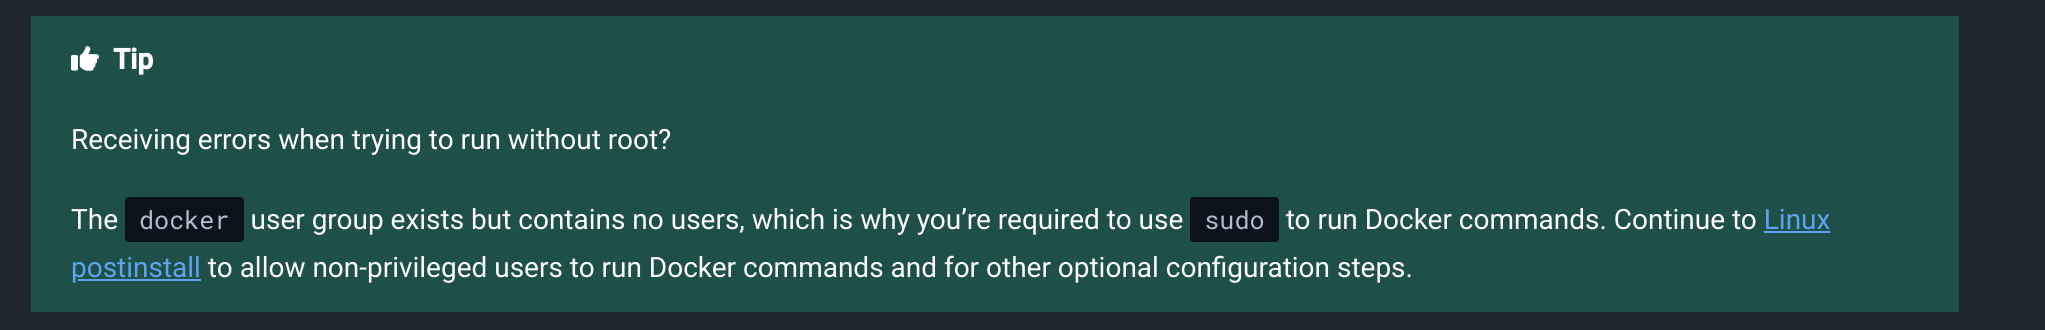 Tip
Receiving errors when trying to run without root?
The docker user group exists but contains no users, which is why you’re required to use sudo to run Docker commands. Continue to Linux
postinstall to allow non-privileged users to run Docker commands and for other optional configuration steps.